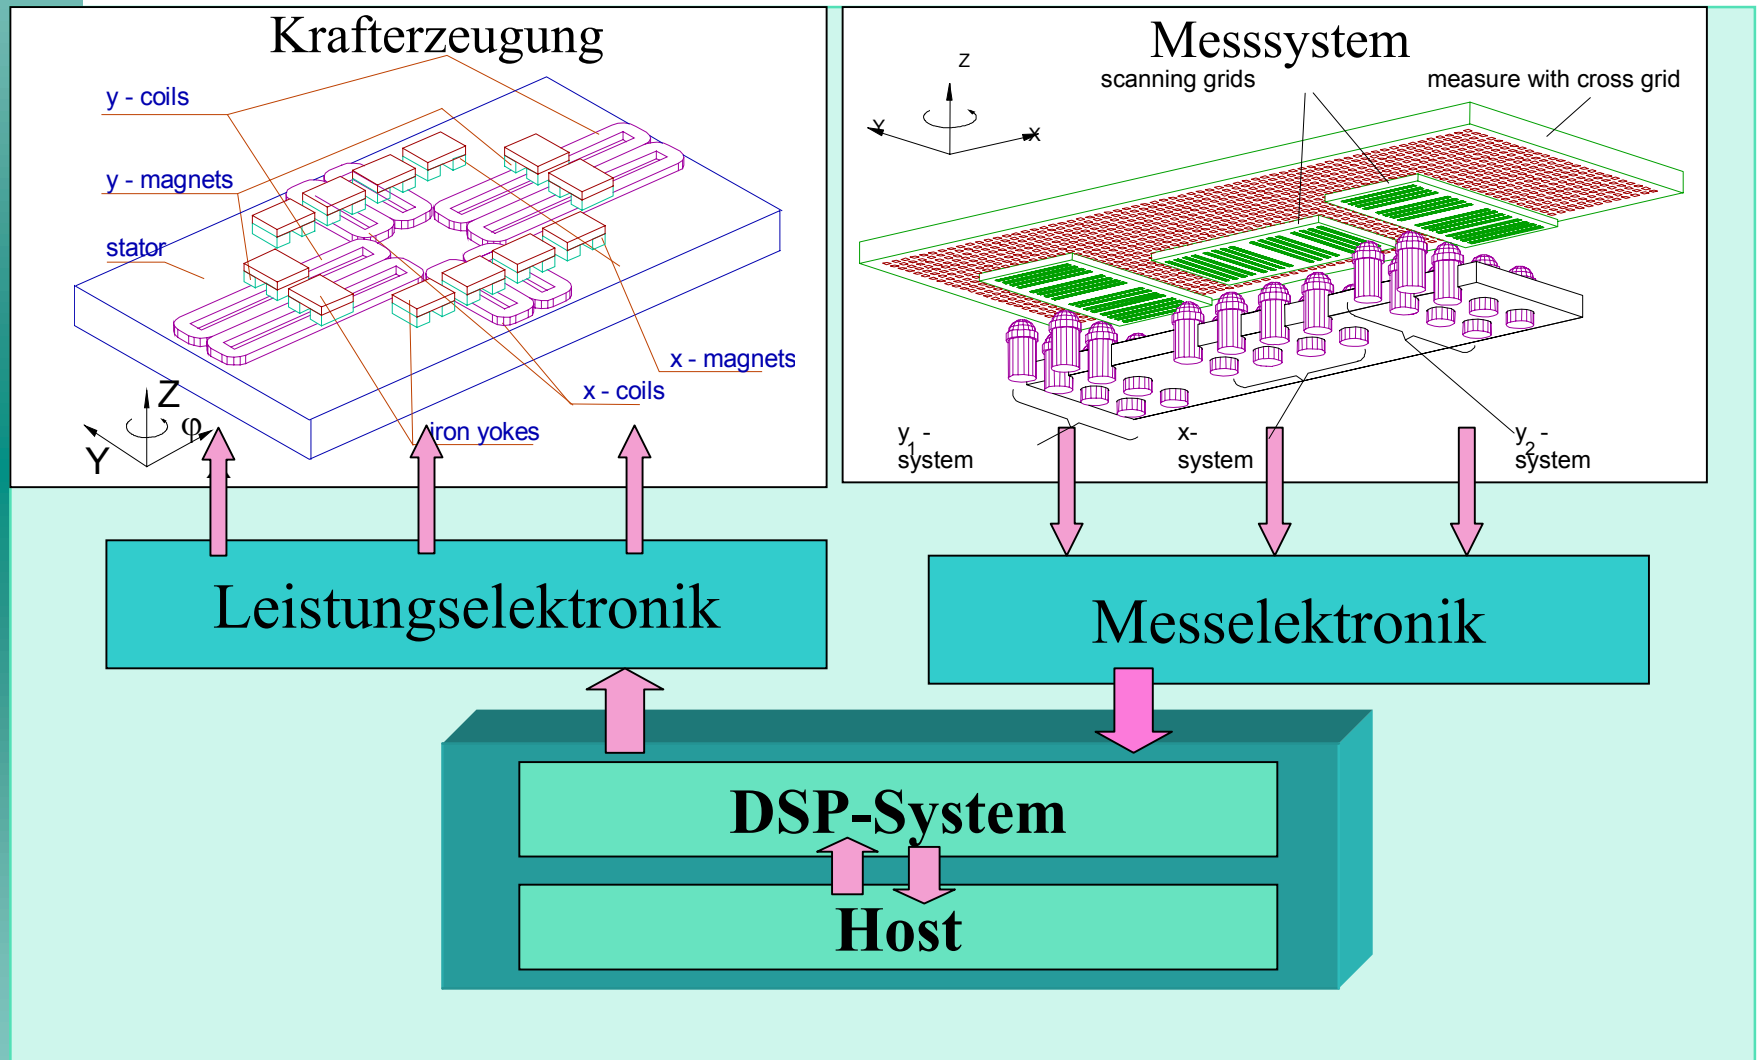 Krafterzeugung
y - coils
y - magnets
stator
x - magnets
x - coils
iron yokes
Z
φ
Y
X
Messsystem
Z
scanning grids
measure with cross grid
Y
X
y1 -
system
x-
system
y2 -
system
Leistungselektronik
Messelektronik
DSP-System
Host